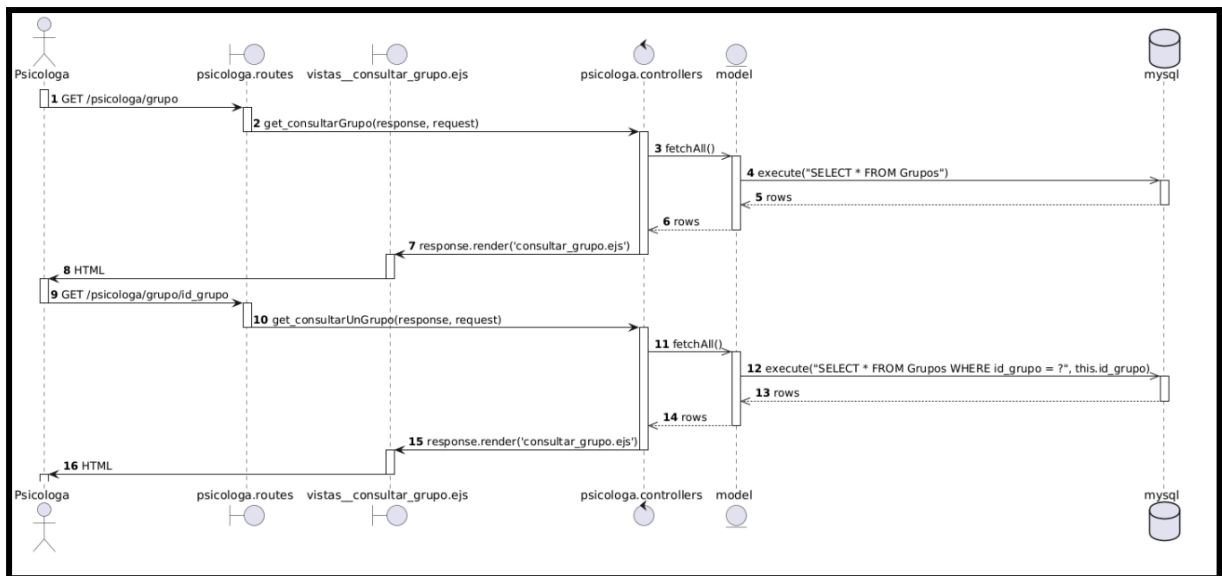 Psicologa
psicologa.routes
vistas__consultar_grupo.ejs
psicologa.controllers
model
mysql
1 GET /psicologa/grupo
2 get_consultarGrupo(response, request)
3 fetchAll()
4 execute("SELECT * FROM Grupos")
5 rows
6 rows
7 response.render('consultar_grupo.ejs')
8 HTML
9 GET /psicologa/grupo/id_grupo
10 get_consultarUnGrupo(response, request)
11 fetchAll()
12 execute("SELECT * FROM Grupos WHERE id_grupo = ?", this.id_grupo)
13 rows
14 rows
15 response.render('consultar_grupo.ejs')
16 HTML
Psicologa
psicologa.routes
vistas__consultar_grupo.ejs
psicologa.controllers
model
mysql